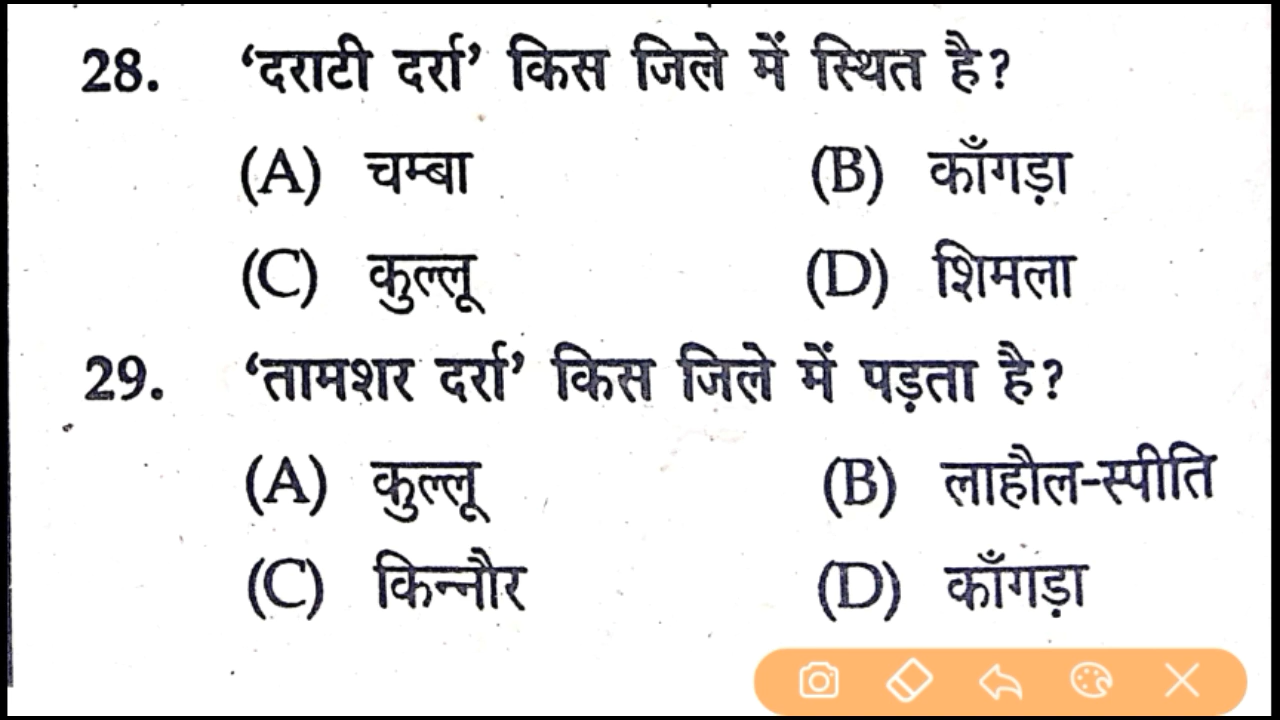 28. ‘दराटी दर्रा’ किस जिले में स्थित है?
(A) चम्बा (B) काँगड़ा
(C) कुल्लू (D) शिमला
29. ‘तामशर दर्रा’ किस जिले में पड़ता है?
(A) कुल्लू (B) लाहौल-स्पीति
(C) किन्नौर (D) काँगड़ा